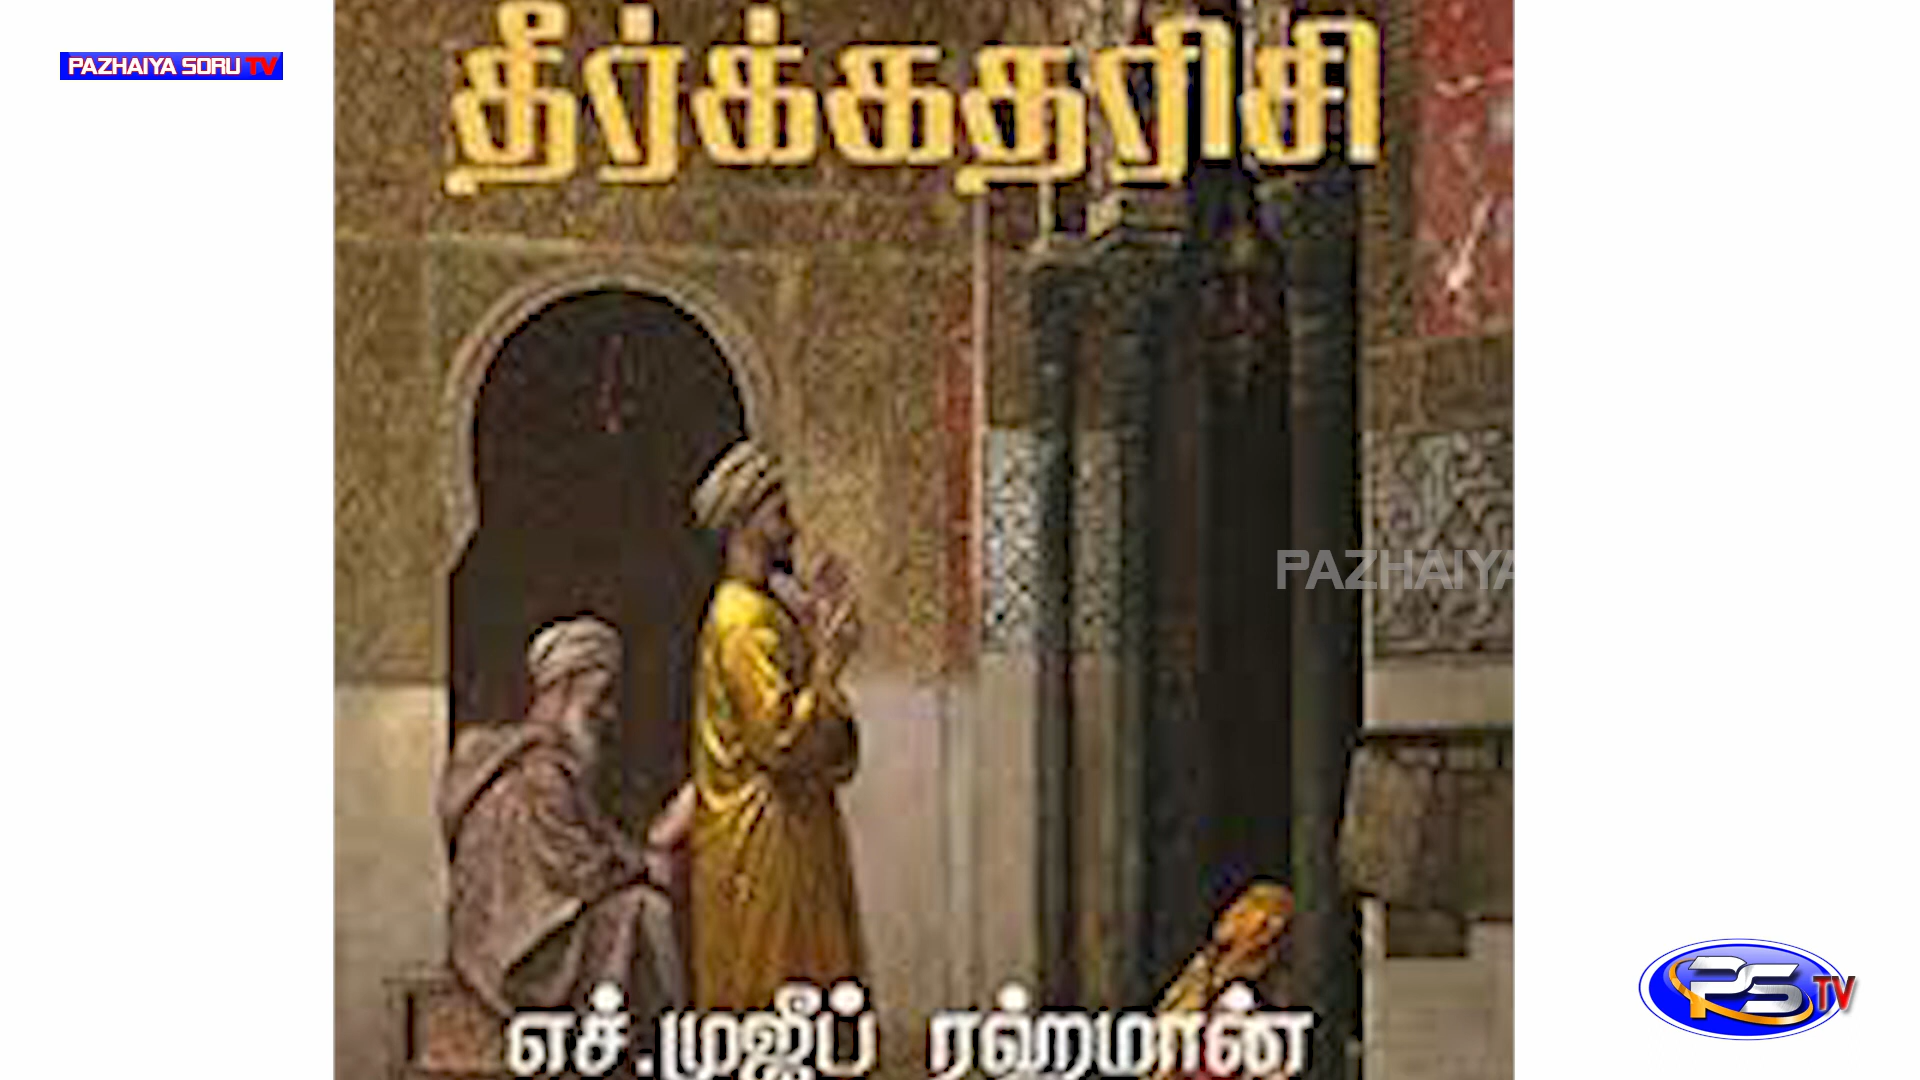 PAZHAIYA SORU TV
தீர்க்கதரிசி
PAZHAIYA
எச்.முஜீப் ரஹ்மான்
PS TV